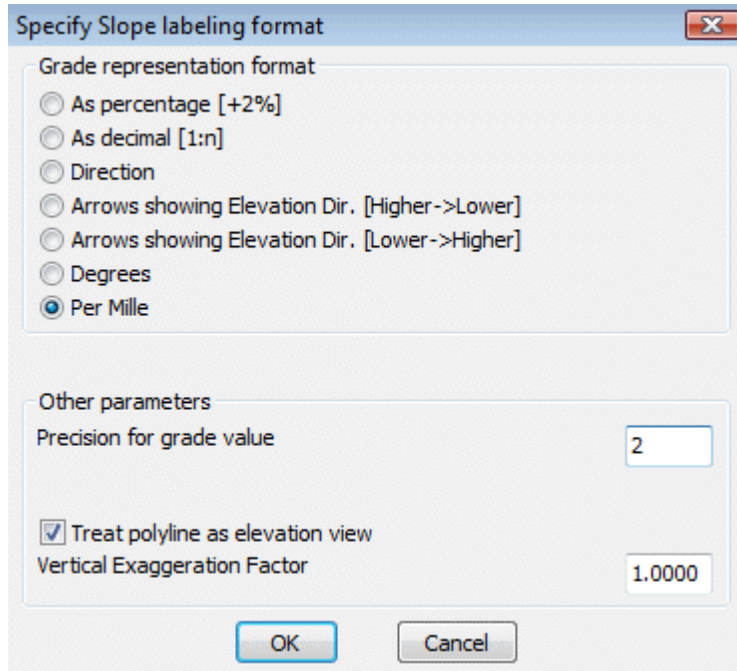 Specify Slope labeling format
Grade representation format
As percentage [+2%]
As decimal [1:n]
Direction
Arrows showing Elevation Dir. [Higher->Lower]
Arrows showing Elevation Dir. [Lower->Higher]
Degrees
Per Mille
Other parameters
Precision for grade value 2
Treat polyline as elevation view
Vertical Exaggeration Factor 1.0000
OK Cancel